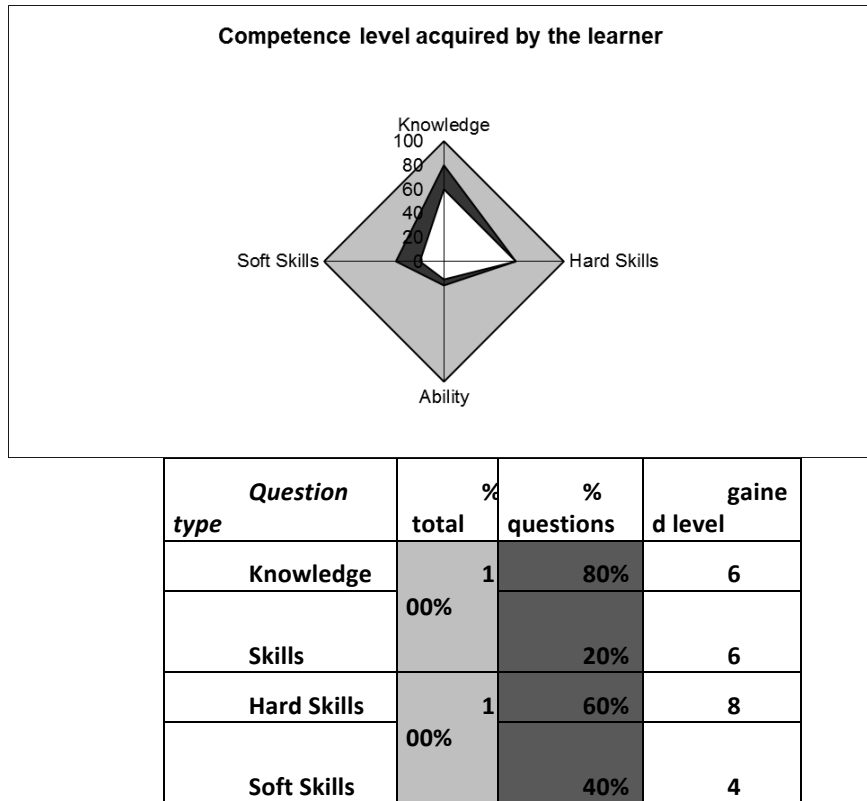 Competence level acquired by the learner
Knowledge
100
80
60
40
20
0
Soft Skills
Hard Skills
Ability
Question type % total % questions gaine d level
Knowledge 1 00% 80% 6
Skills 20% 6
Hard Skills 1 00% 60% 8
Soft Skills 40% 4